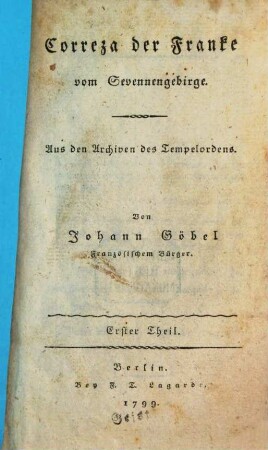 Correza der Franke
vom Sevennengebirge.
Aus den Archiven des Tempelordens.
Von
Johann Göbel
Französischem Bürger.
Erster Theil.
Berlin.
Bey F. T. Lagarde.
1799.